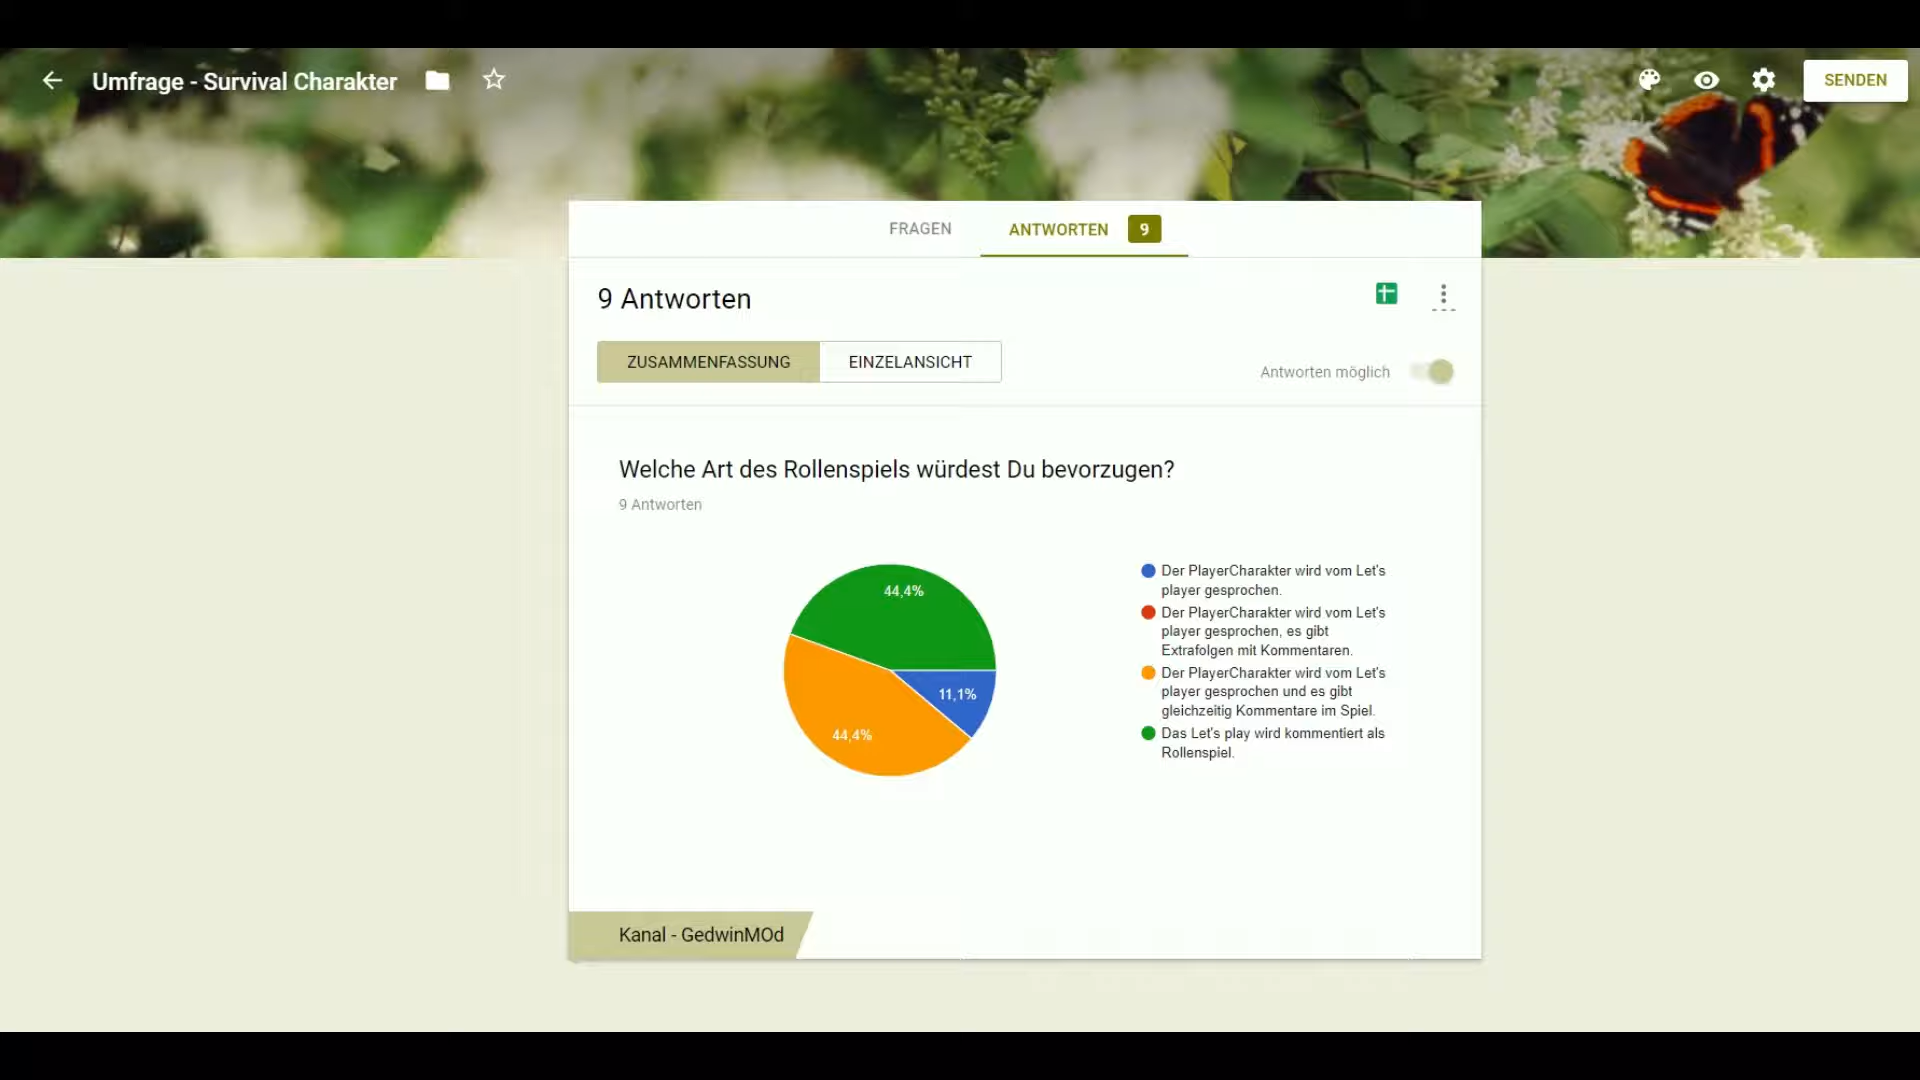 Umfrage - Survival Charakter
SENDEN
FRAGEN
ANTWORTEN 9
9 Antworten
ZUSAMMENFASSUNG
EINZELANSICHT
Antworten möglich
Welche Art des Rollenspiels würdest Du bevorzugen?
9 Antworten
44,4%
11,1%
44,4%
Der PlayerCharakter wird vom Let's
player gesprochen.
Der PlayerCharakter wird vom Let's
player gesprochen, es gibt
Extrafolgen mit Kommentaren.
Der PlayerCharakter wird vom Let's
player gesprochen und es gibt
gleichzeitig Kommentare im Spiel.
Das Let's play wird kommentiert als
Rollenspiel.
Kanal - GedwinMOd